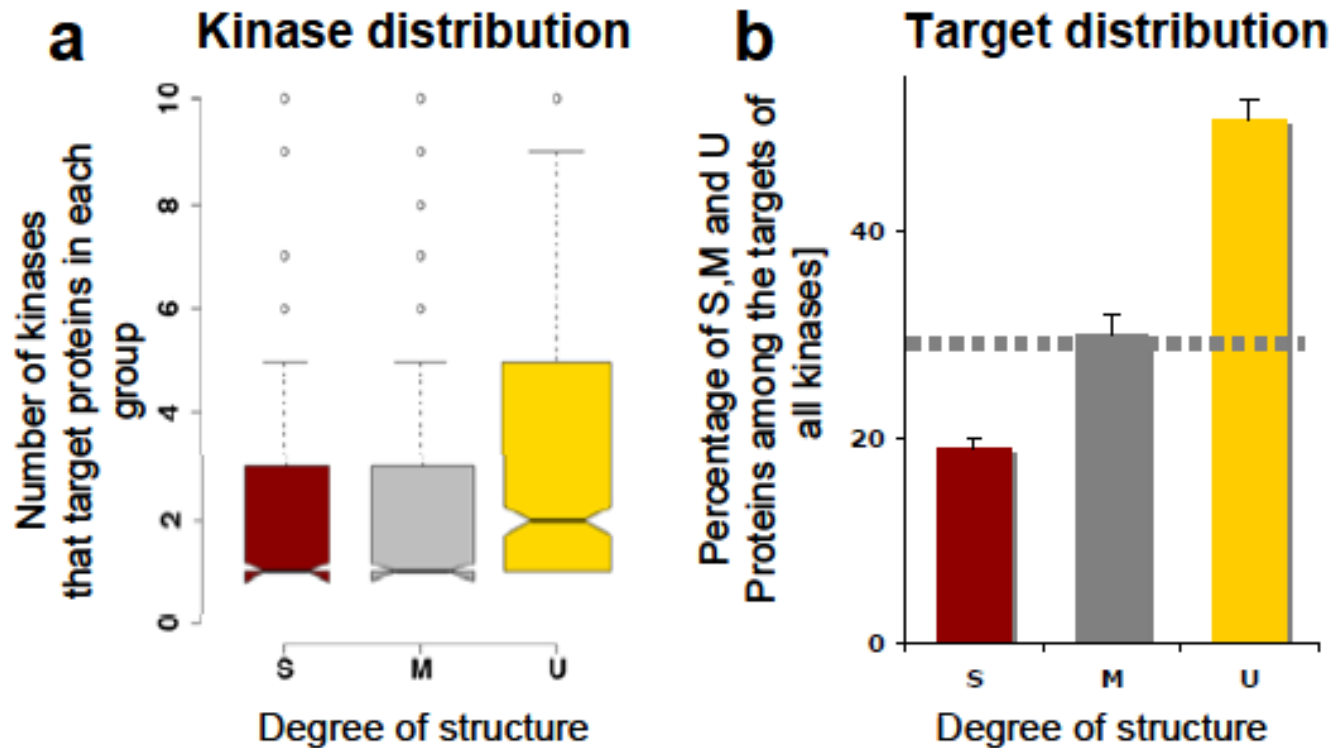 a
Kinase distribution
Number of kinases
that target proteins in each
group
10
8
6
4
2
0
S
M
U
Degree of structure
b
Target distribution
Percentage of S,M and U
Proteins among the targets of
all kinases]
40
20
0
S
M
U
Degree of structure